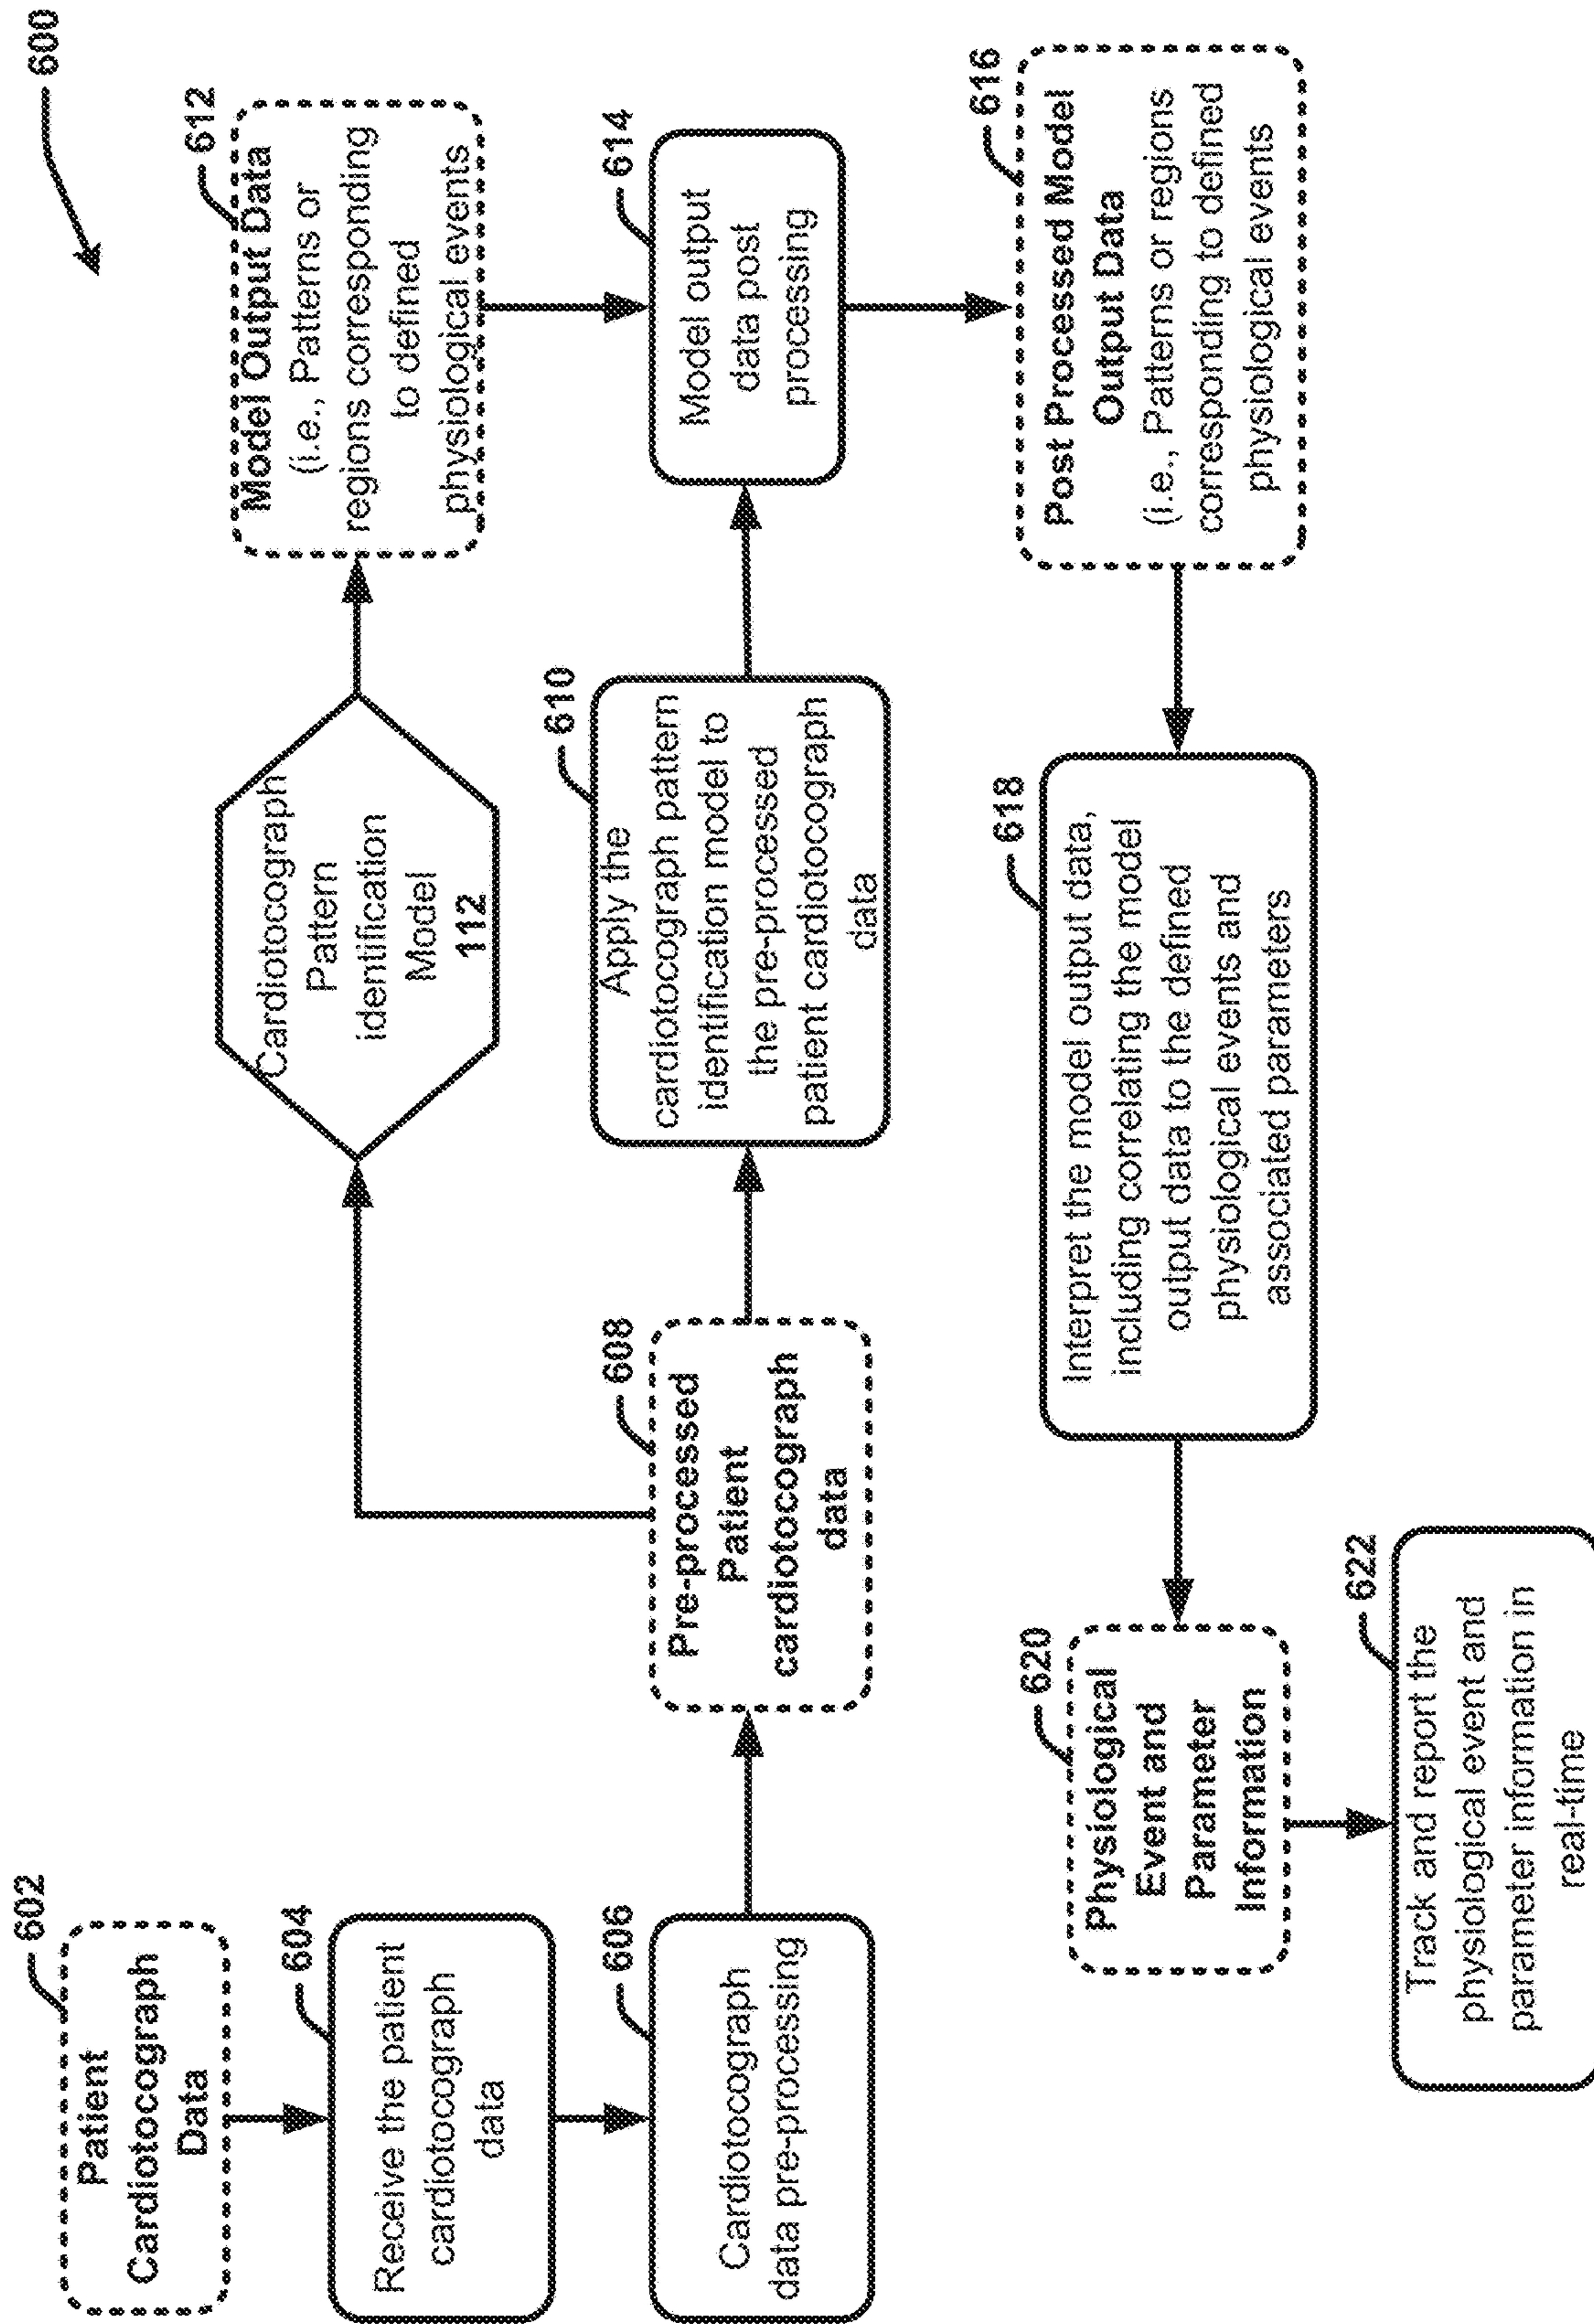 600
602
Patient
Cardiotocograph
Data
604
Receive the patient
cardiotocograph
data
606
Cardiotocograph
data pre-processing
608
Pre-processed
Patient
cardiotocograph
data
Cardiotocograph
Pattern
identification
Model
112
610
Apply the
cardiotocograph pattern
identification model to
the pre-processed
patient cardiotocograph
data
612
Model Output Data
(i.e., Patterns or
regions corresponding
to defined
physiological events
614
Model output
data post
processing
616
Post Processed Model
Output Data
(i.e., Patterns or regions
corresponding to defined
physiological events
618
Interpret the model output data,
including correlating the model
output data to the defined
physiological events and
associated parameters
620
Physiological
Event and
Parameter
Information
622
Track and report the
physiological event and
parameter information in
real-time